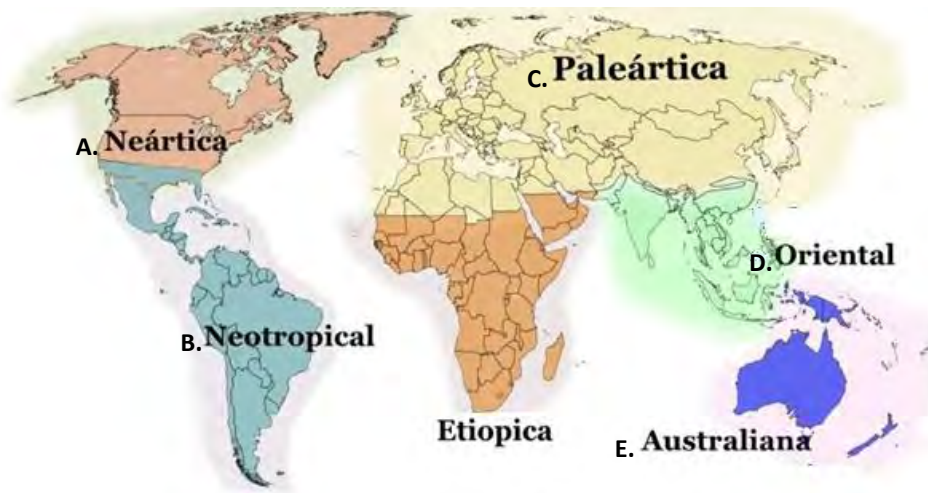 C. Paleártica
A. Neártica
D. Oriental
B. Neotropical
Etiopica
E. Australiana